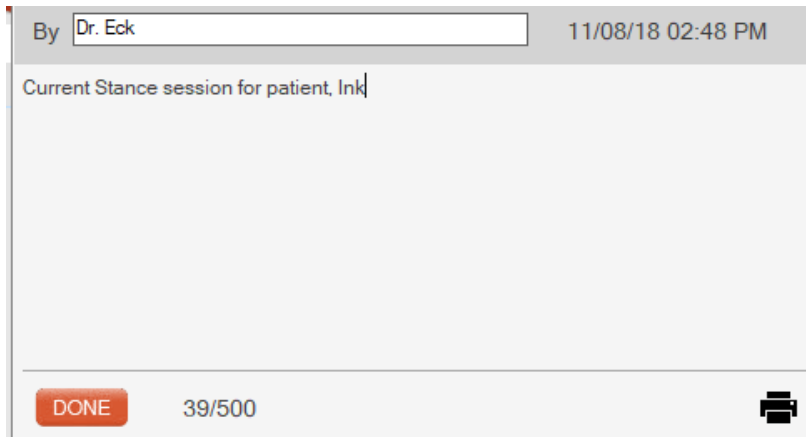 By Dr. Eck 11/08/18 02:48 PM
Current Stance session for patient, Ink
DONE 39/500